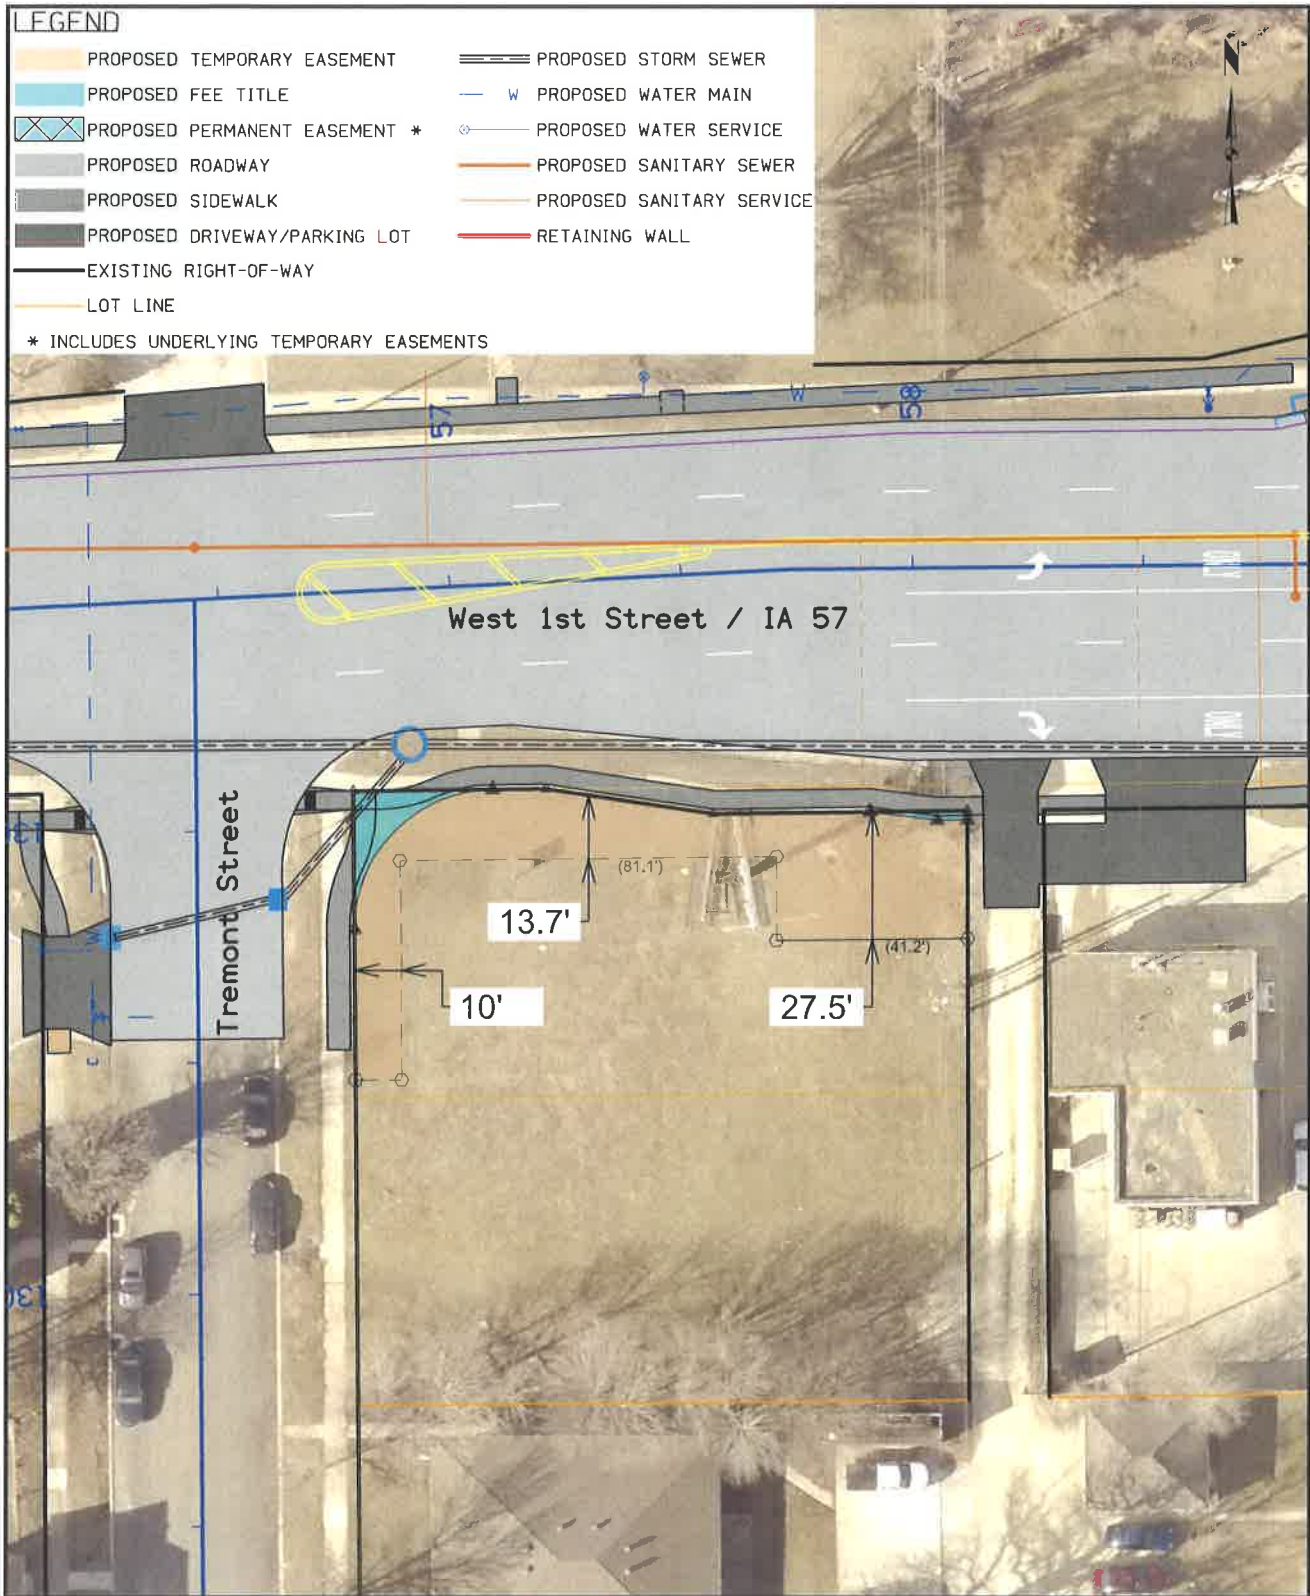 LEGEND
PROPOSED TEMPORARY EASEMENT
PROPOSED FEE TITLE
PROPOSED PERMANENT EASEMENT *
PROPOSED ROADWAY
PROPOSED SIDEWALK
PROPOSED DRIVEWAY/PARKING LOT
EXISTING RIGHT-OF-WAY
LOT LINE
* INCLUDES UNDERLYING TEMPORARY EASEMENTS
PROPOSED STORM SEWER
W PROPOSED WATER MAIN
PROPOSED WATER SERVICE
PROPOSED SANITARY SEWER
PROPOSED SANITARY SERVICE
RETAINING WALL
N
57
W
58
ONLY
West 1st Street / IA 57
ONLY
Tremont Street
(81.1')
13.7'
(41.2')
10'
27.5'